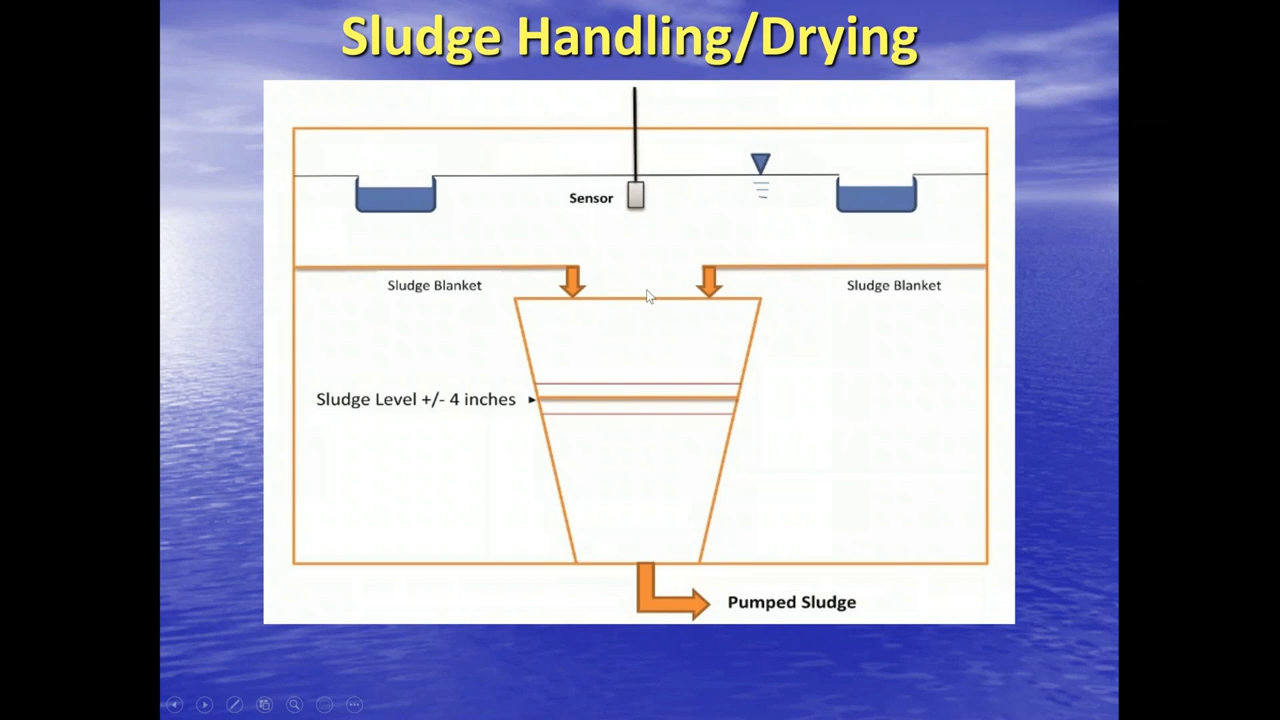 Sludge Handling/Drying
Sensor
Sludge Blanket
Sludge Blanket
Sludge Level +/- 4 inches
Pumped Sludge